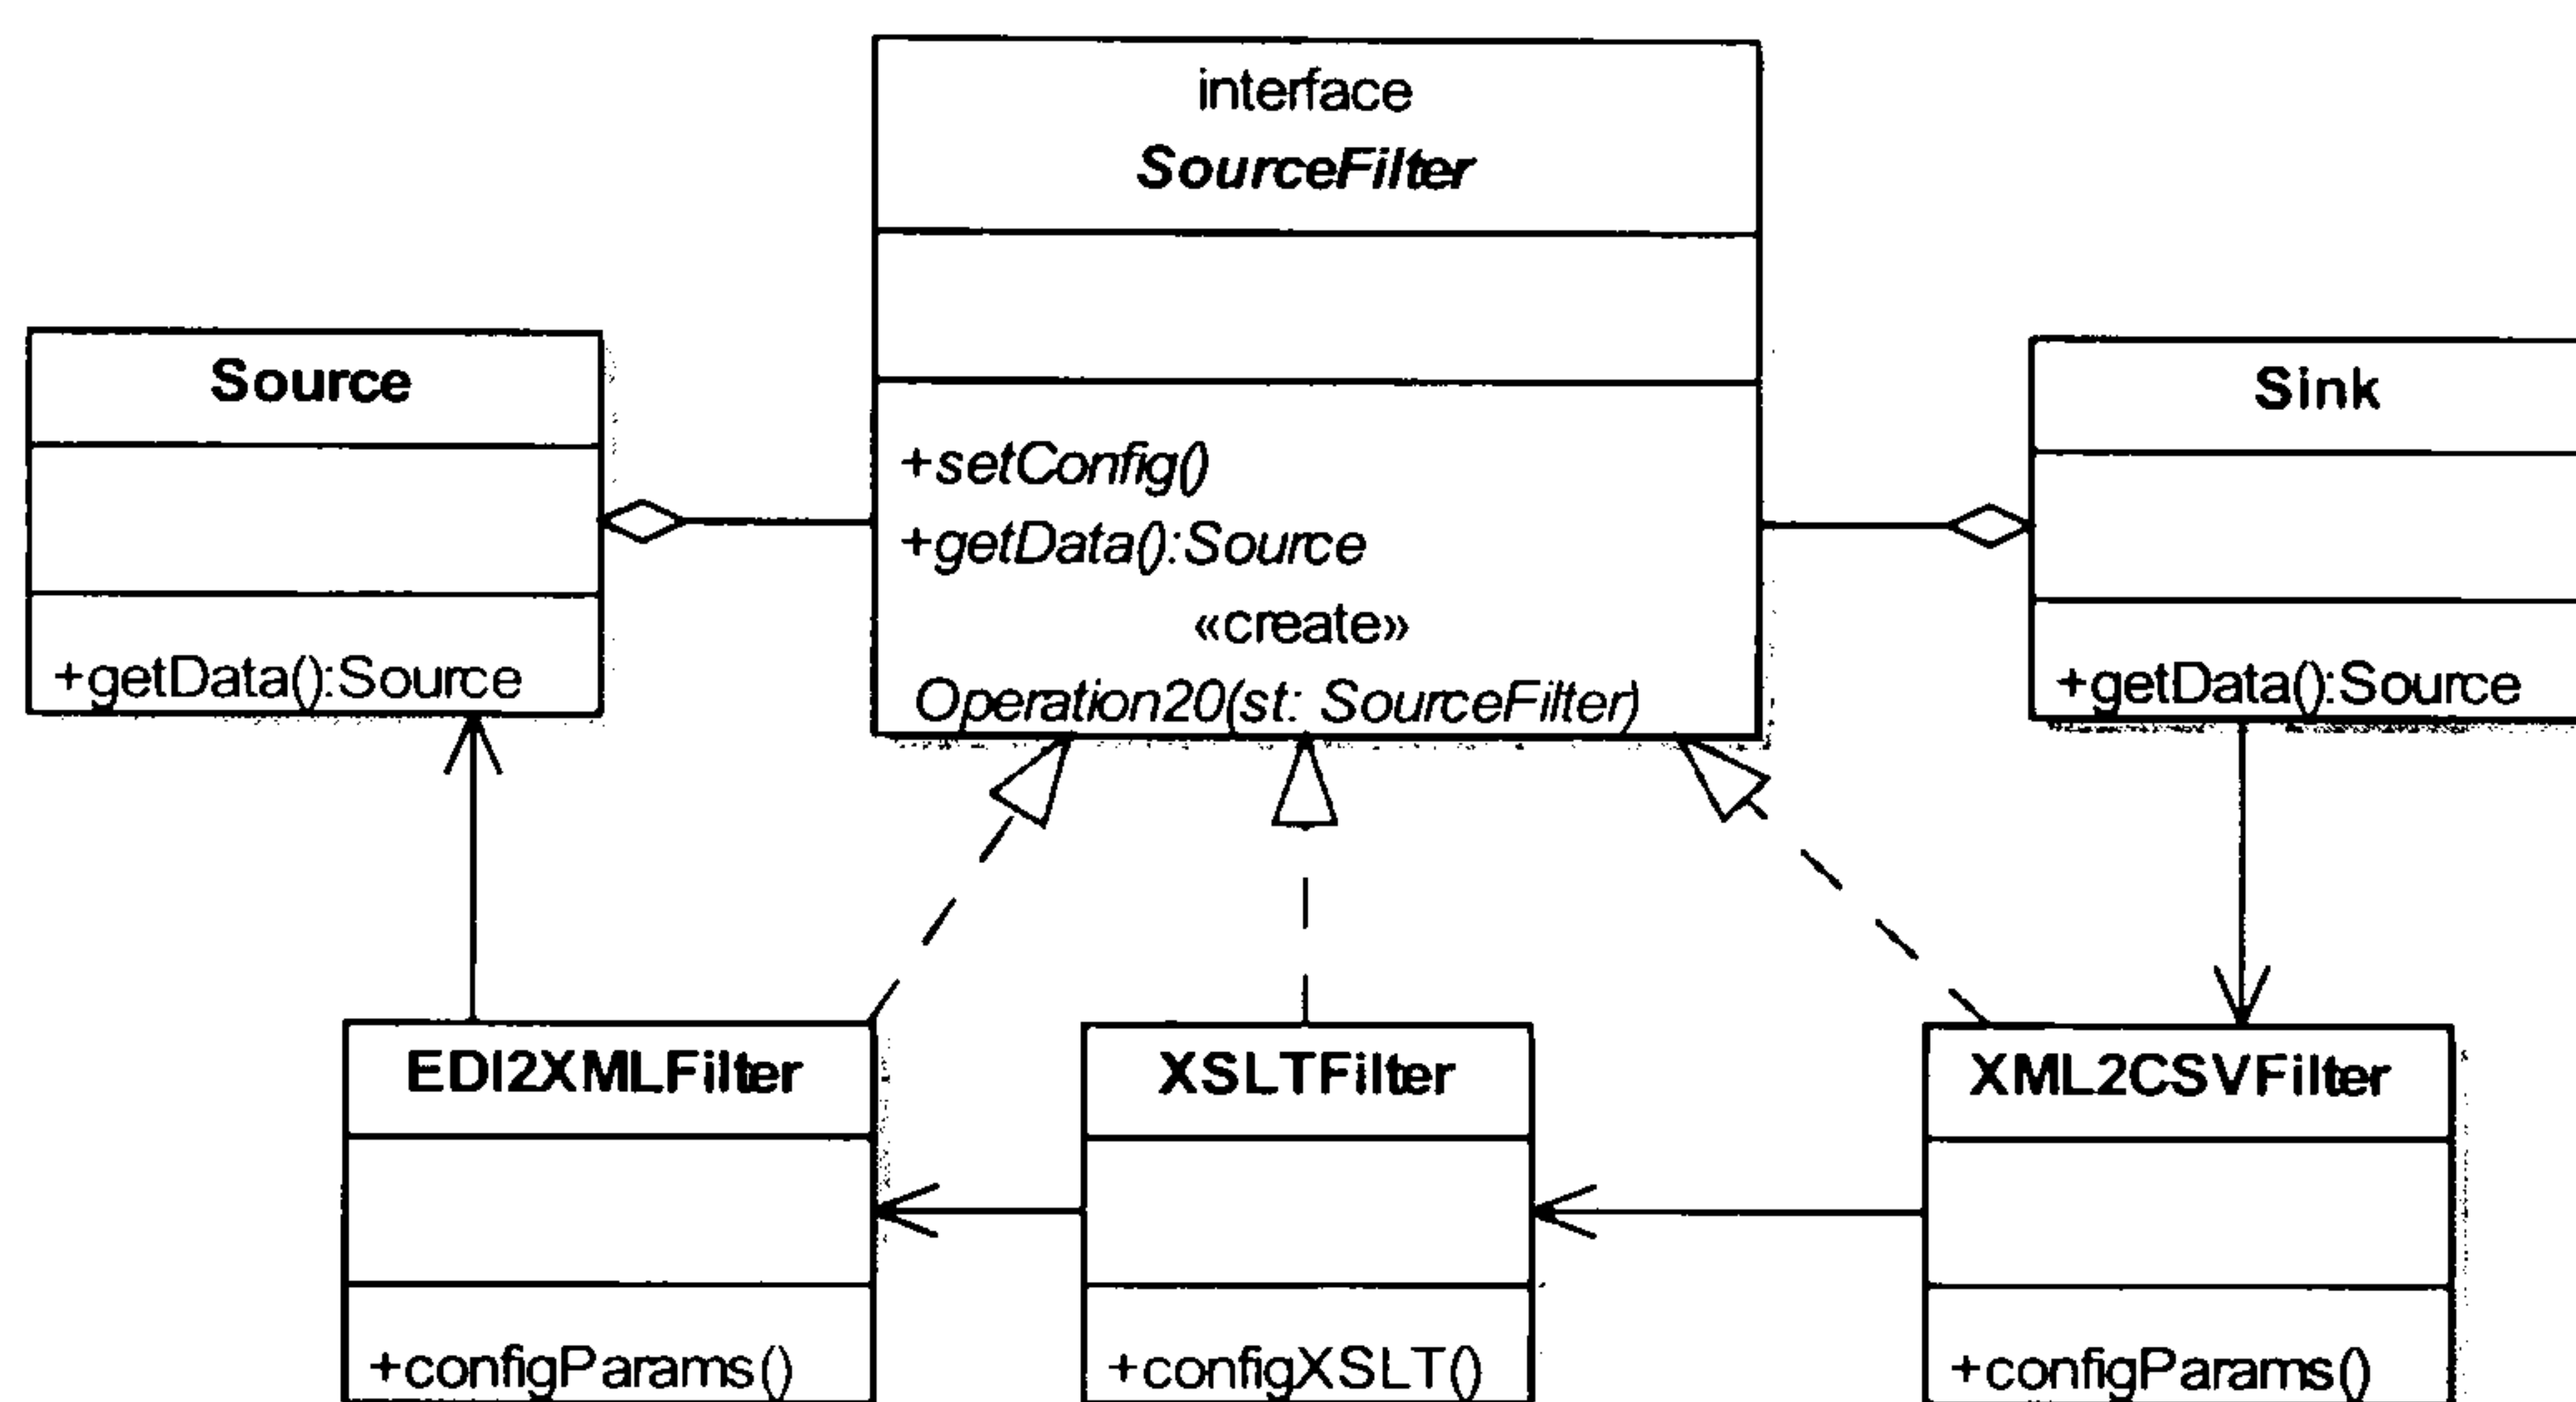 interface
SourceFilter
+setConfig()
+getData():Source
«create»
Operation20(st: SourceFilter)
Source
+getData():Source
Sink
+getData():Source
EDI2XMLFilter
+configParams()
XSLTFilter
+configXSLT()
XML2CSVFilter
+configParams()